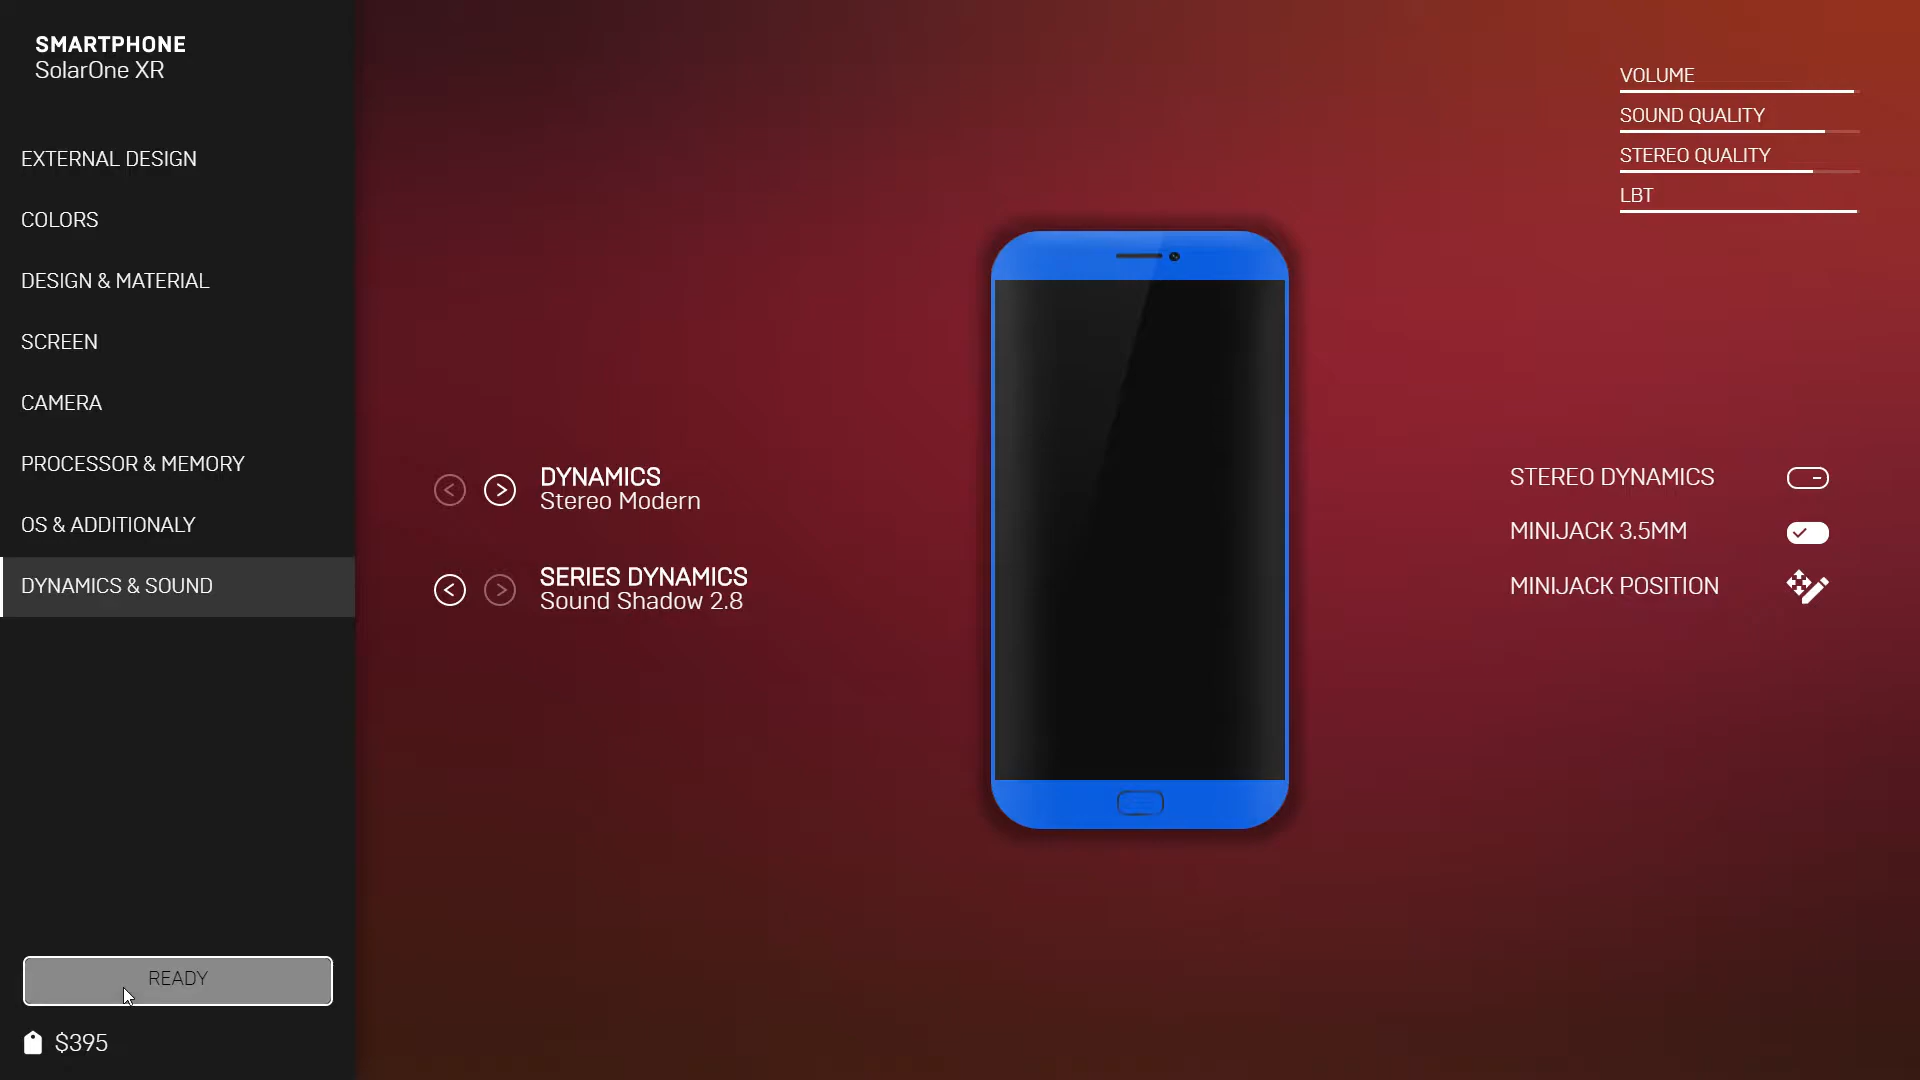 SMARTPHONE
SolarOne XR
EXTERNAL DESIGN
COLORS
DESIGN & MATERIAL
SCREEN
CAMERA
PROCESSOR & MEMORY
OS & ADDITIONALY
DYNAMICS & SOUND
READY
$395
DYNAMICS
Stereo Modern
SERIES DYNAMICS
Sound Shadow 2.8
VOLUME
SOUND QUALITY
STEREO QUALITY
LBT
STEREO DYNAMICS
MINIJACK 3.5MM
MINIJACK POSITION